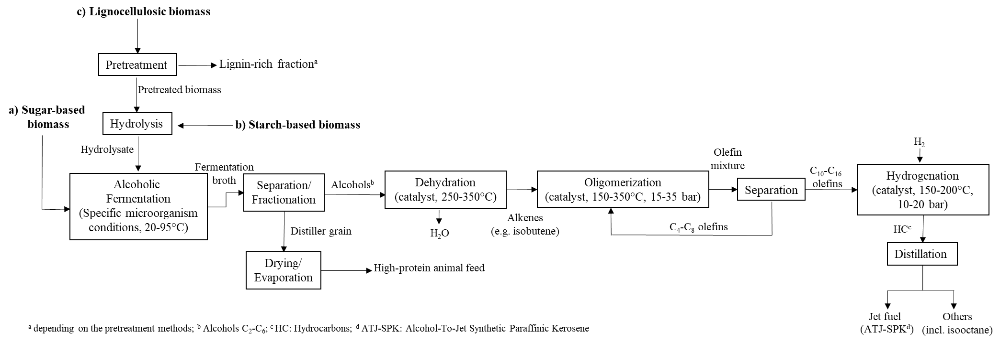 c) Lignocellulosic biomass
Pretreatment
Lignin-rich fractionᵃ
Pretreated biomass
a) Sugar-based
biomass
Hydrolysis
b) Starch-based biomass
Hydrolysate
Alcoholic
Fermentation
(Specific microorganism
conditions, 20-95°C)
Fermentation
broth
Separation/
Fractionation
Alcoholsᵇ
Distiller grain
Drying/
Evaporation
High-protein animal feed
Dehydration
(catalyst, 250-350°C)
H₂O
Alkenes
(e.g. isobutene)
Oligomerization
(catalyst, 150-350°C, 15-35 bar)
Olefin
mixture
Separation
C₄-C₈ olefins
C₁₀-C₁₆
olefins
H₂
Hydrogenation
(catalyst, 150-200°C,
10-20 bar)
HCᶜ
Distillation
Jet fuel
(ATJ-SPKᵈ)
Others
(incl. isooctane)
ᵃ depending on the pretreatment methods; ᵇ Alcohols C₂-C₆; ᶜ HC: Hydrocarbons; ᵈ ATJ-SPK: Alcohol-To-Jet Synthetic Paraffinic Kerosene